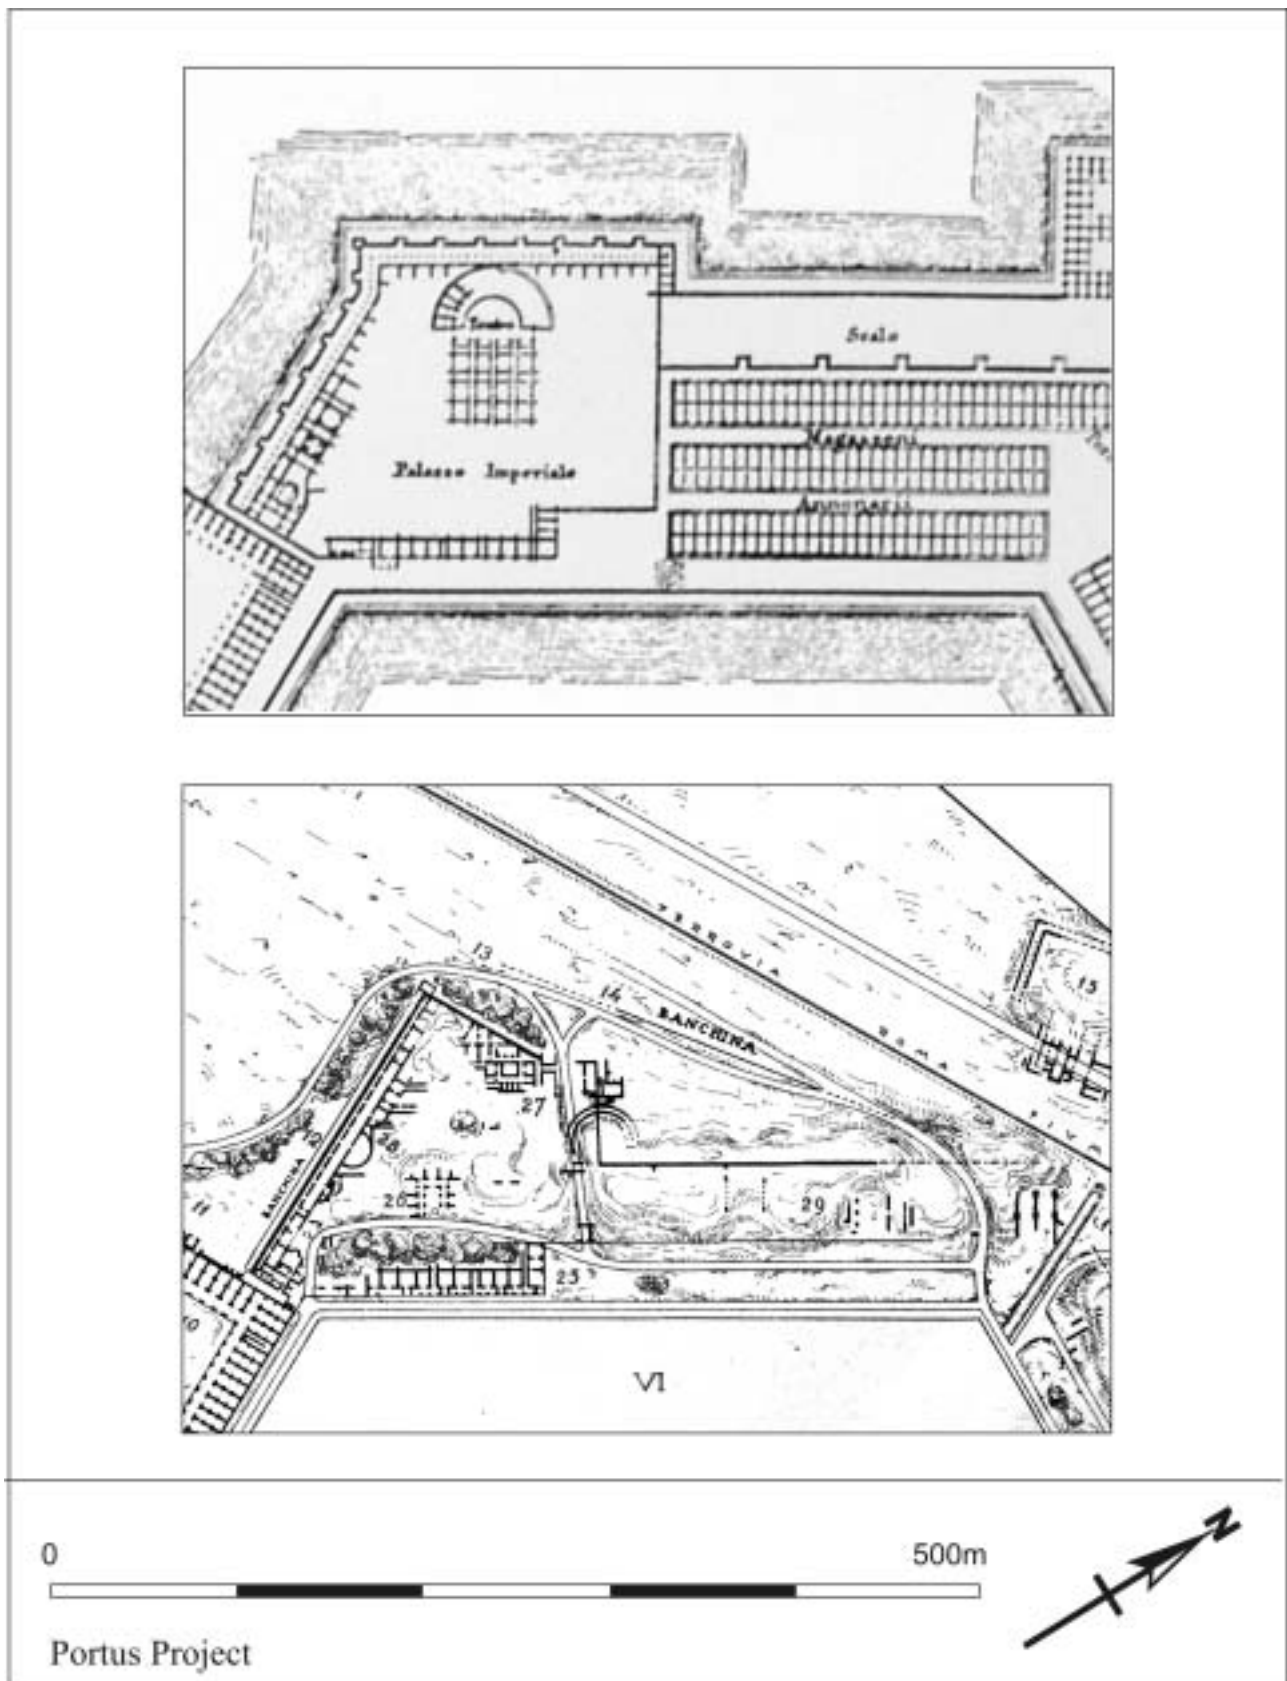 Teatro
Scalo
Palazzo Imperiale
Magazzeni
Annonarii
FERROVIA
ROMA
13
14
BANCHINA
15
27
28
10
BANCHINA
11
26
29
25
VI
0
500m
N
Portus Project